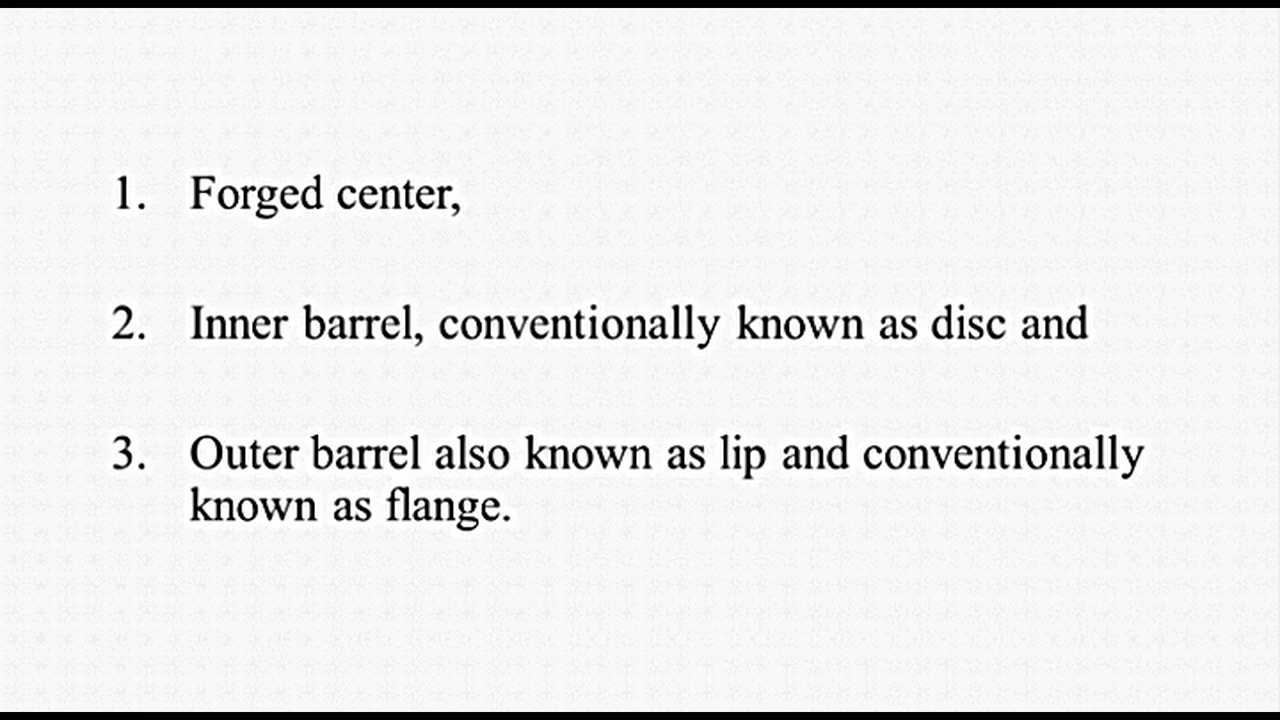 1. Forged center,
2. Inner barrel, conventionally known as disc and
3. Outer barrel also known as lip and conventionally
known as flange.